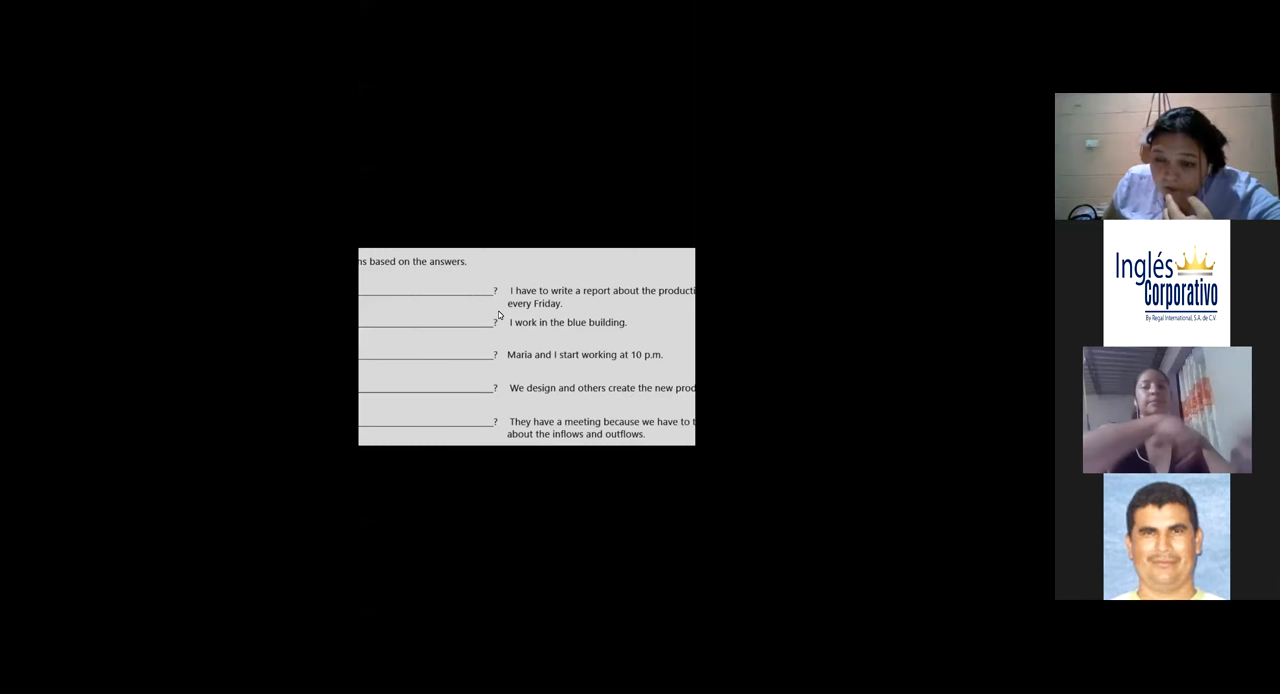 ns based on the answers.
? I have to write a report about the producti
every Friday.
? I work in the blue building.
? Maria and I start working at 10 p.m.
? We design and others create the new prod
? They have a meeting because we have to t
about the inflows and outflows.
Inglés
Corporativo
By Regal International, S.A. de C.V.